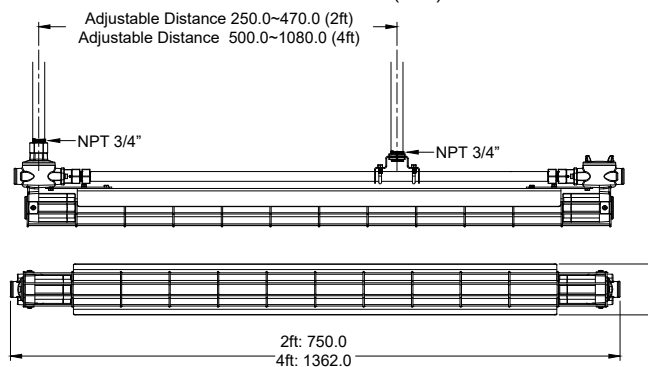 Adjustable Distance 250.0~470.0 (2ft)
Adjustable Distance  500.0~1080.0 (4ft)
NPT 3/4”
NPT 3/4”
2ft: 750.0
4ft: 1362.0